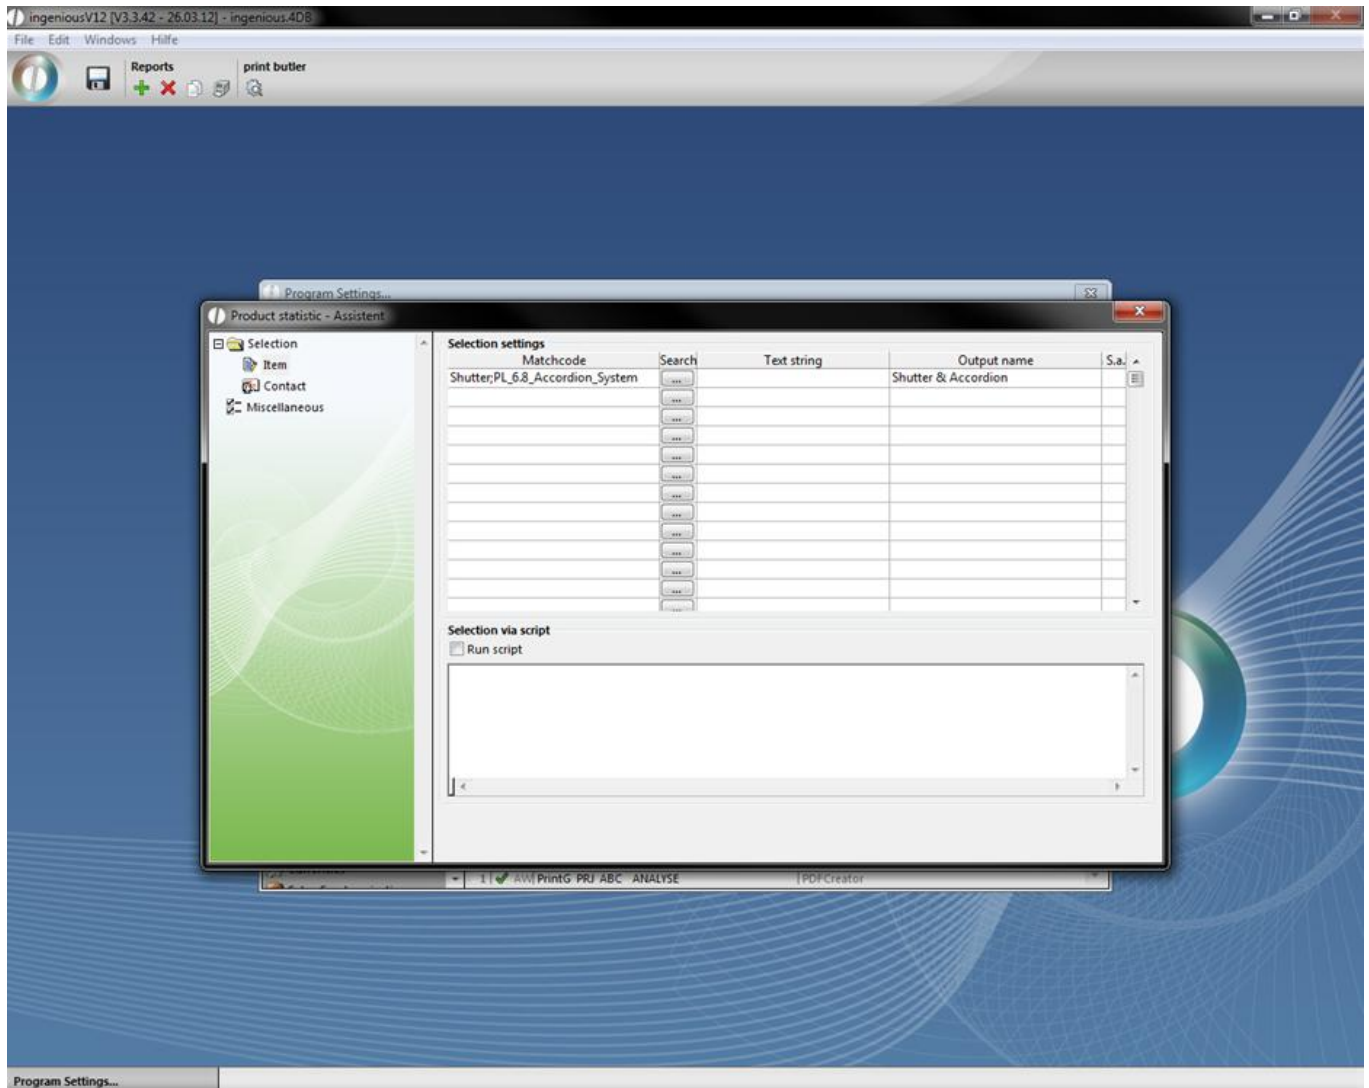 ingeniousV12 [V3.3.42 - 26.03.12] - ingenious.4DB
File Edit Windows Hilfe
Reports print butler
Program Settings...
Product statistic - Assistent
Selection
Item
Contact
Miscellaneous
Selection settings
Matchcode Search Text string Output name S.a.
Shutter;PL_6.8_Accordion_System ... Shutter & Accordion
...
...
...
...
...
...
...
...
...
...
...
...
Selection via script
Run script
1 AW PrintG PRJ ABC ANALYSE PDFCreator
Program Settings...